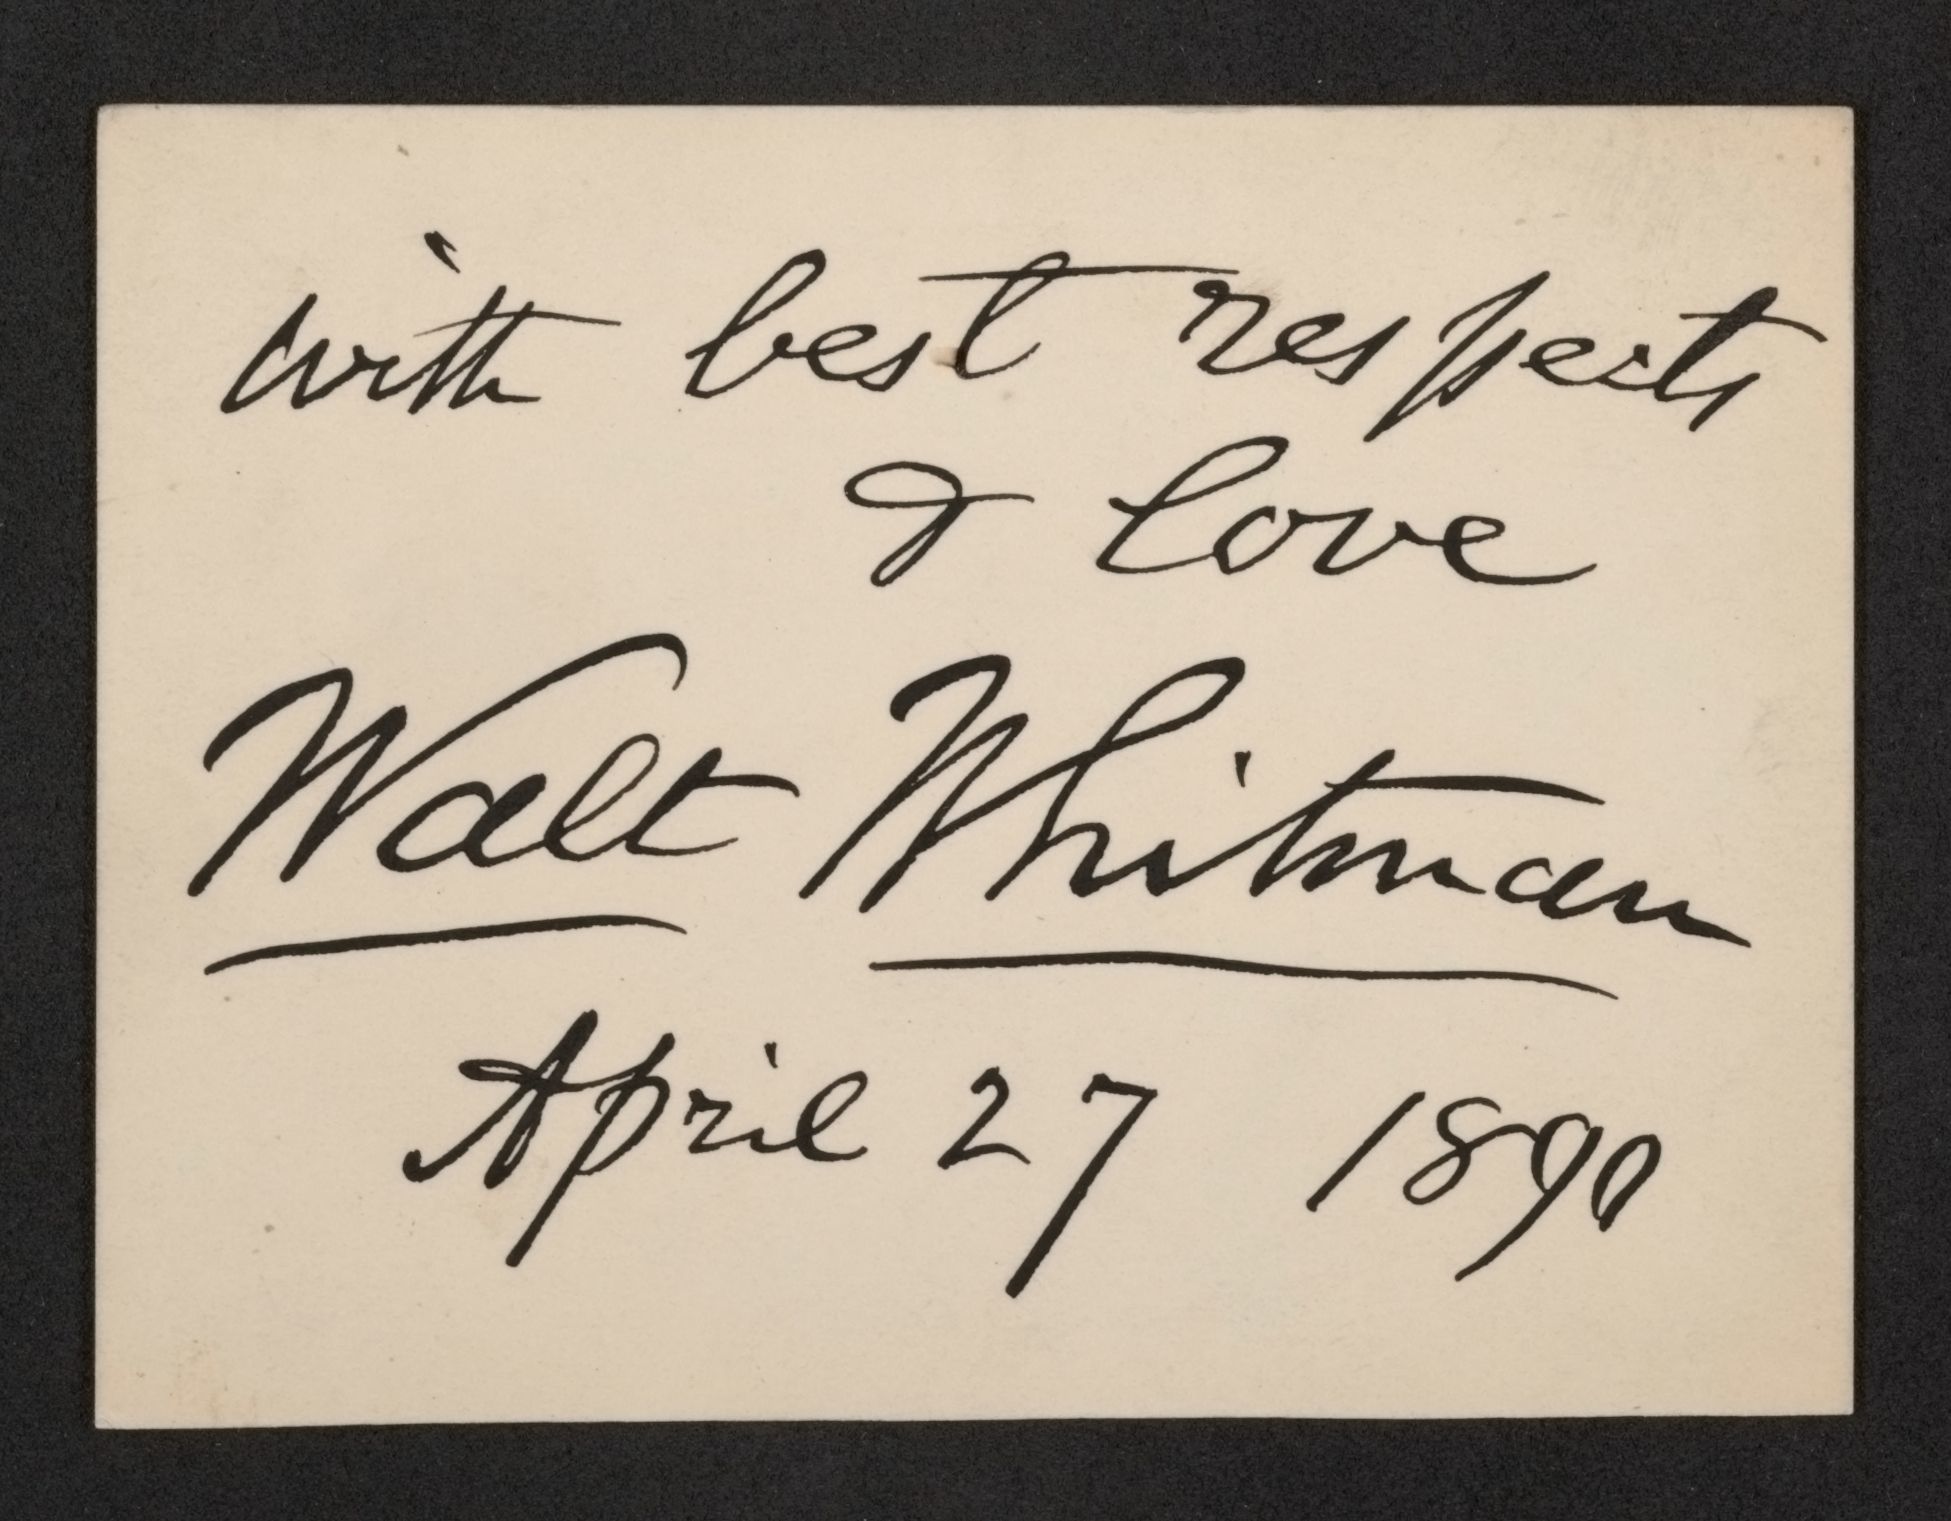 with best respects
& love
Walt Whitman
April 27 1890